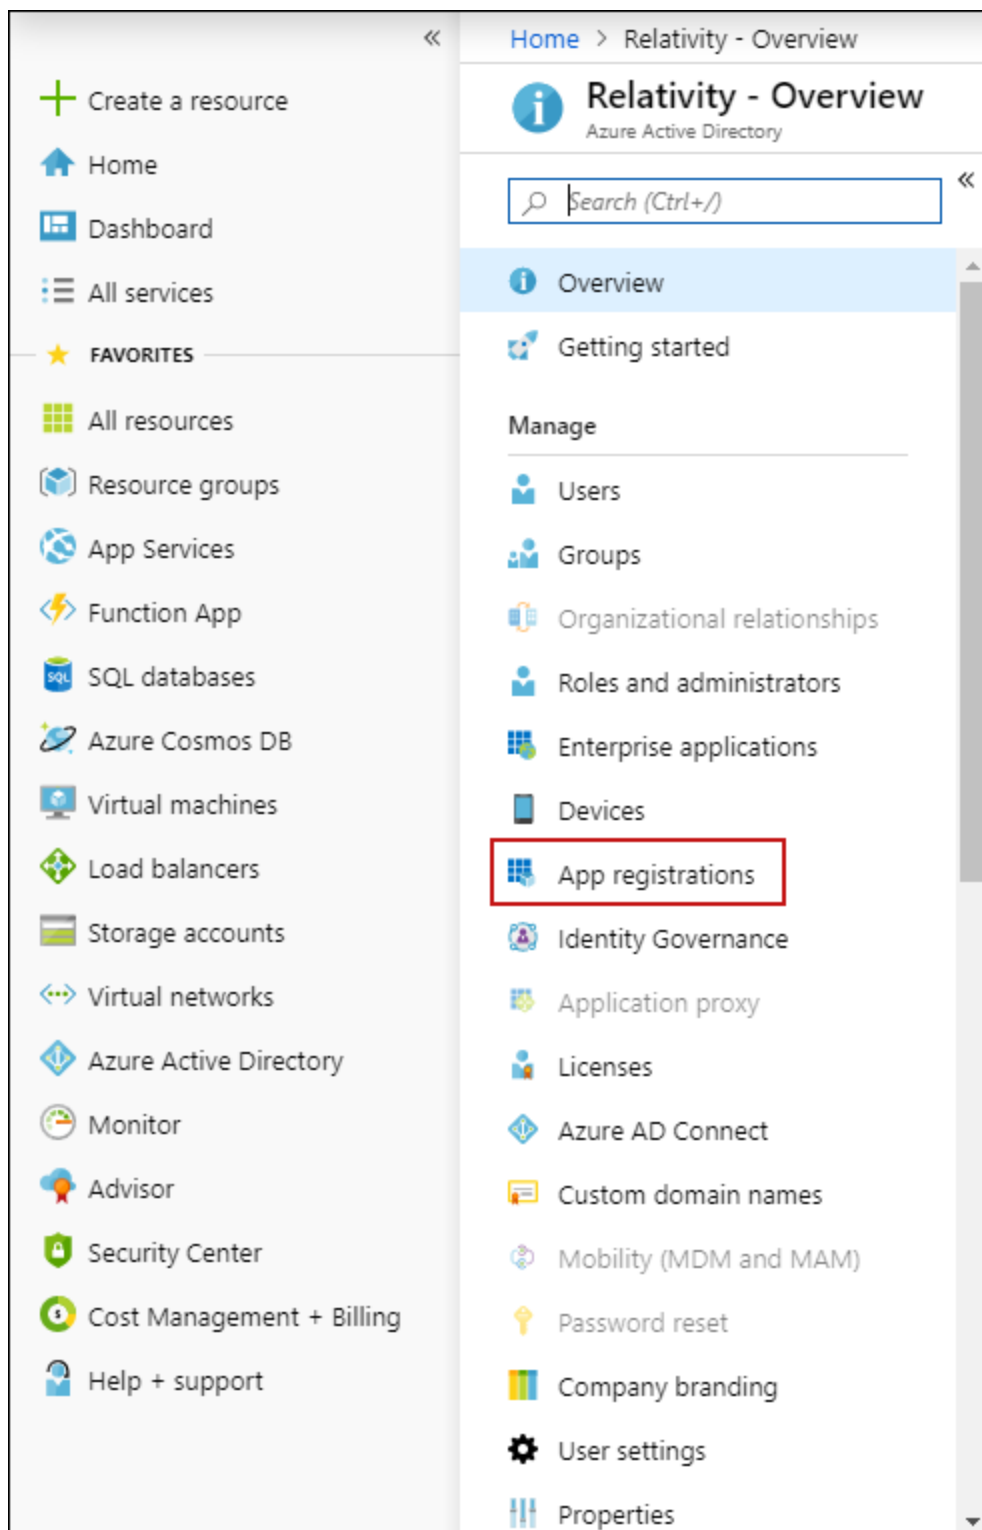 «
Create a resource
Home
Dashboard
All services
FAVORITES
All resources
Resource groups
App Services
Function App
SQL
SQL databases
Azure Cosmos DB
Virtual machines
Load balancers
Storage accounts
Virtual networks
Azure Active Directory
Monitor
Advisor
Security Center
$
Cost Management + Billing
Help + support
Home > Relativity - Overview
i
Relativity - Overview
Azure Active Directory
Search (Ctrl+/)
«
i
Overview
Getting started
Manage
Users
Groups
Organizational relationships
Roles and administrators
Enterprise applications
Devices
App registrations
Identity Governance
Application proxy
Licenses
Azure AD Connect
Custom domain names
Mobility (MDM and MAM)
Password reset
Company branding
User settings
Properties